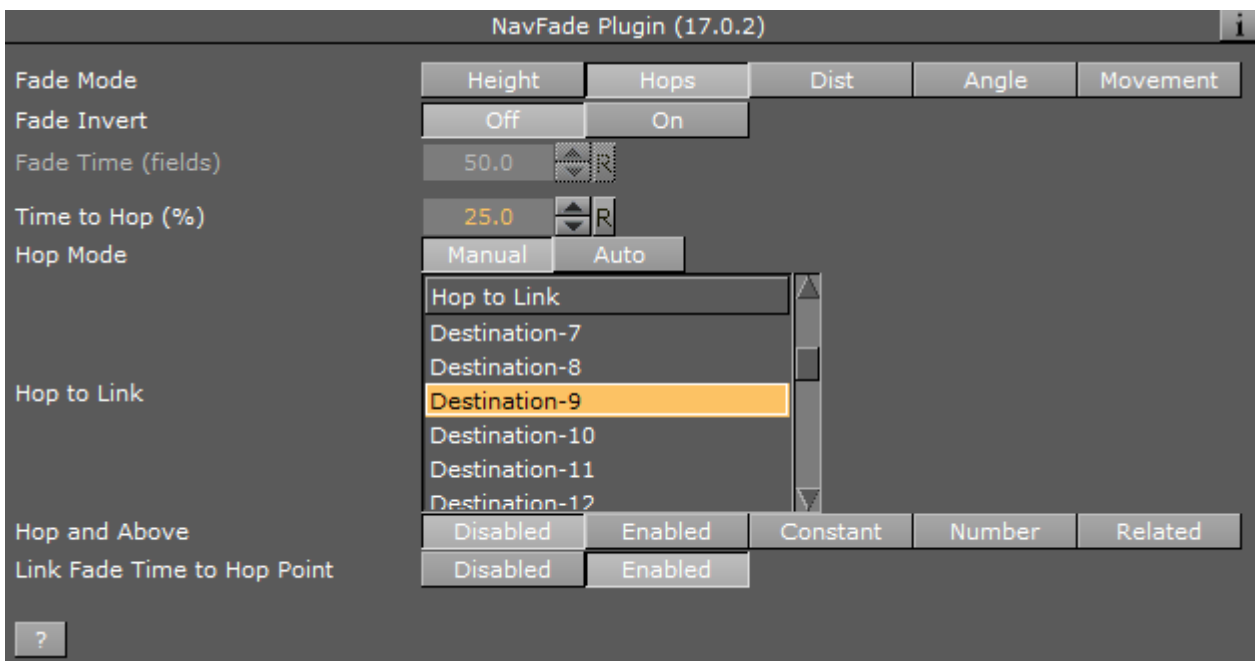 NavFade Plugin (17.0.2) i
Fade Mode Height Hops Dist Angle Movement
Fade Invert Off On
Fade Time (fields) 50.0 R
Time to Hop (%) 25.0 R
Hop Mode Manual Auto
Hop to Link
Destination-7
Destination-8
Hop to Link Destination-9
Destination-10
Destination-11
Destination-12
Hop and Above Disabled Enabled Constant Number Related
Link Fade Time to Hop Point Disabled Enabled
?